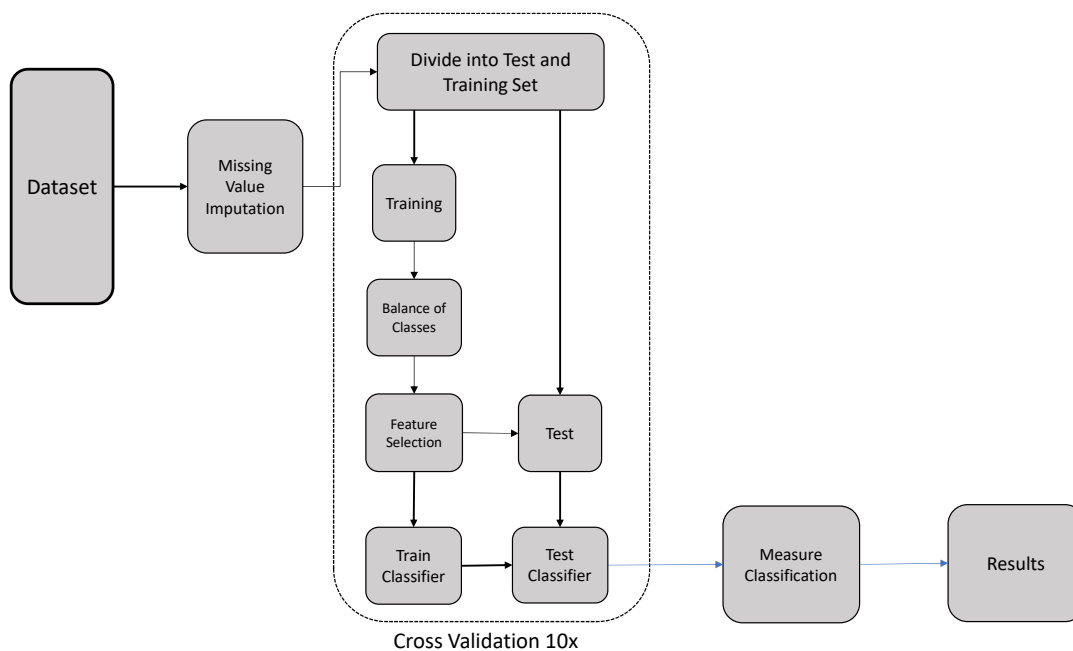 Divide into Test and
Training Set
Dataset
Missing
Value
Imputation
Training
Balance of
Classes
Feature
Selection
Test
Train
Classifier
Test
Classifier
Measure
Classification
Results
Cross Validation 10x